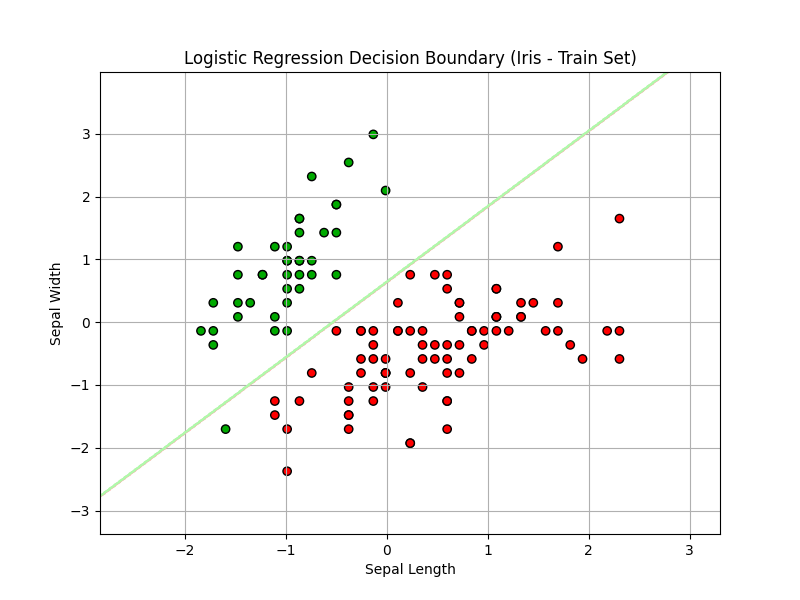 Logistic Regression Decision Boundary (Iris - Train Set)
3
2
1
0
−1
−2
−3
Sepal Width
−2 −1 0 1 2 3
Sepal Length